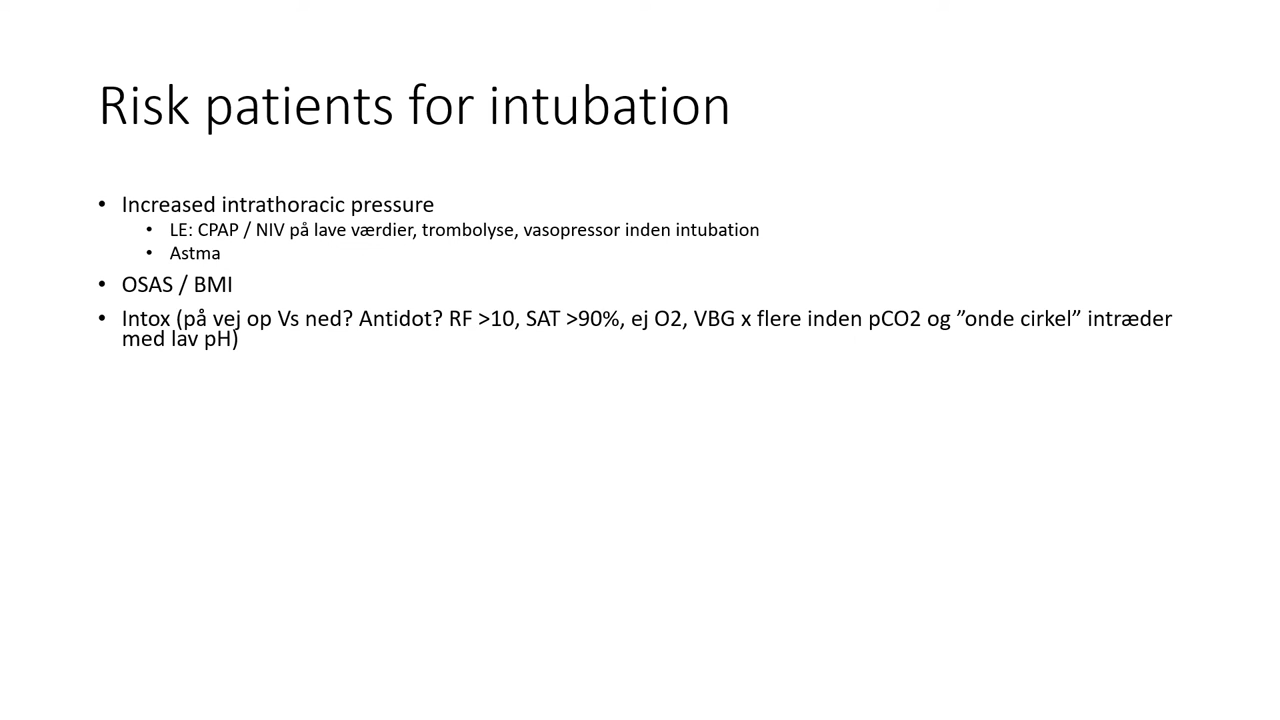 Risk patients for intubation
• Increased intrathoracic pressure
• LE: CPAP / NIV på lave værdier, trombolyse, vasopressor inden intubation
• Astma
• OSAS / BMI
• Intox (på vej op Vs ned? Antidot? RF >10, SAT >90%, ej O2, VBG x flere inden pCO2 og ”onde cirkel” intræder
med lav pH)